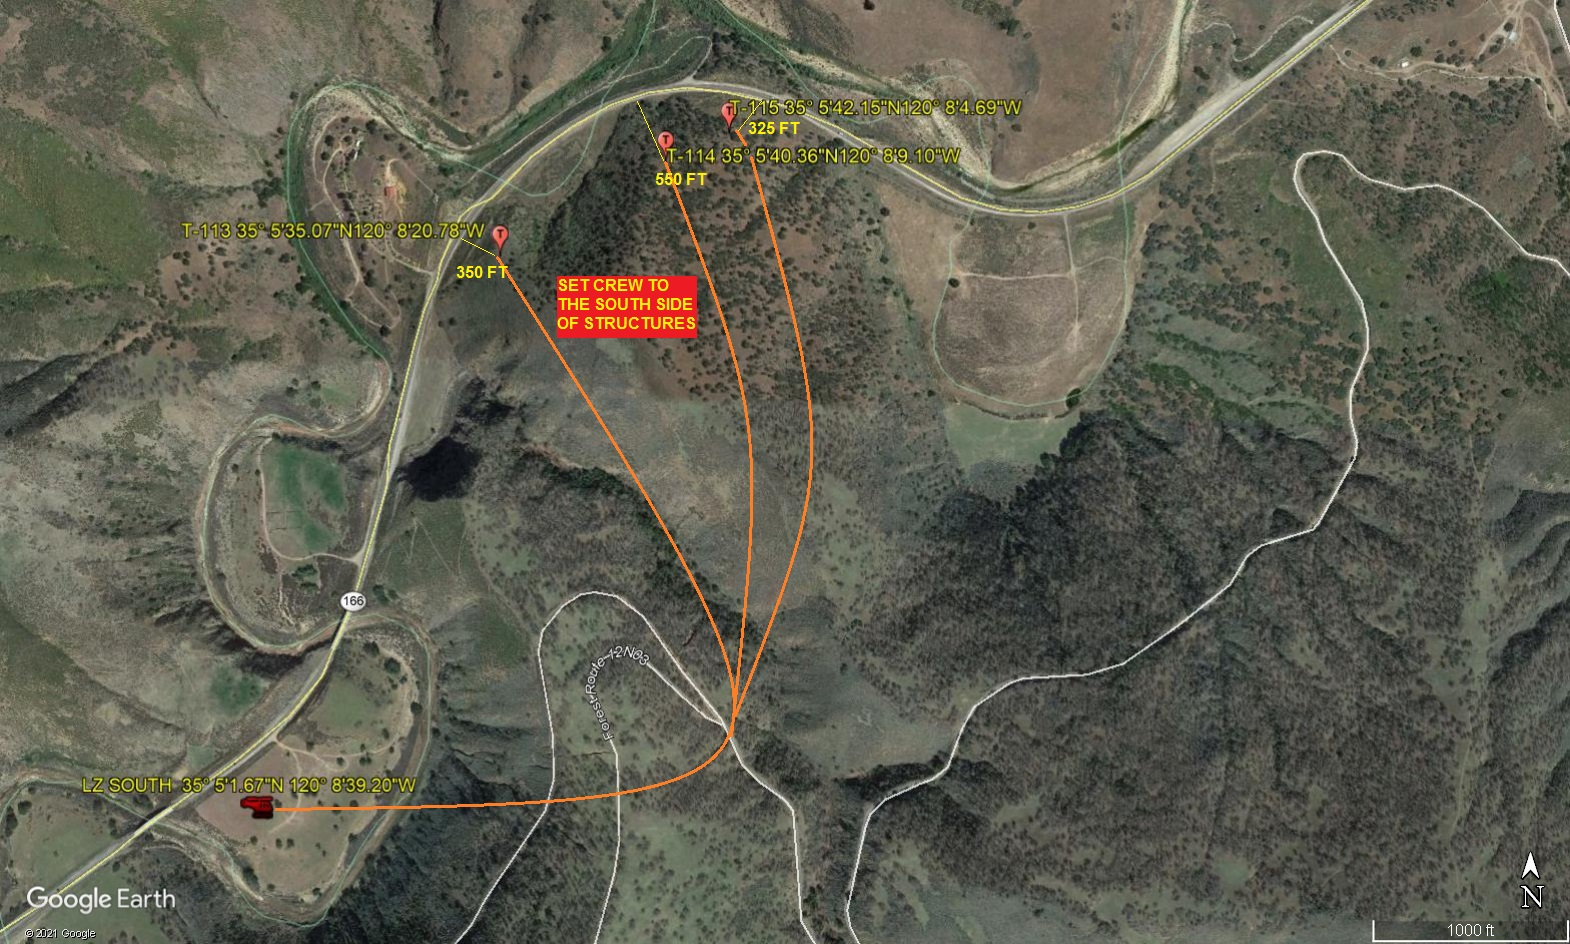 T-115 35° 5'42.15"N120° 8'4.69"W
325 FT
T-114 35° 5'40.36"N120° 8'9.10"W
550 FT
T-113 35° 5'35.07"N120° 8'20.78"W
350 FT
SET CREW TO
THE SOUTH SIDE
OF STRUCTURES
166
Forest-Route-12N03
LZ SOUTH 35° 5'1.67"N 120° 8'39.20"W
Google Earth
© 2021 Google
N
1000 ft
T
T
T